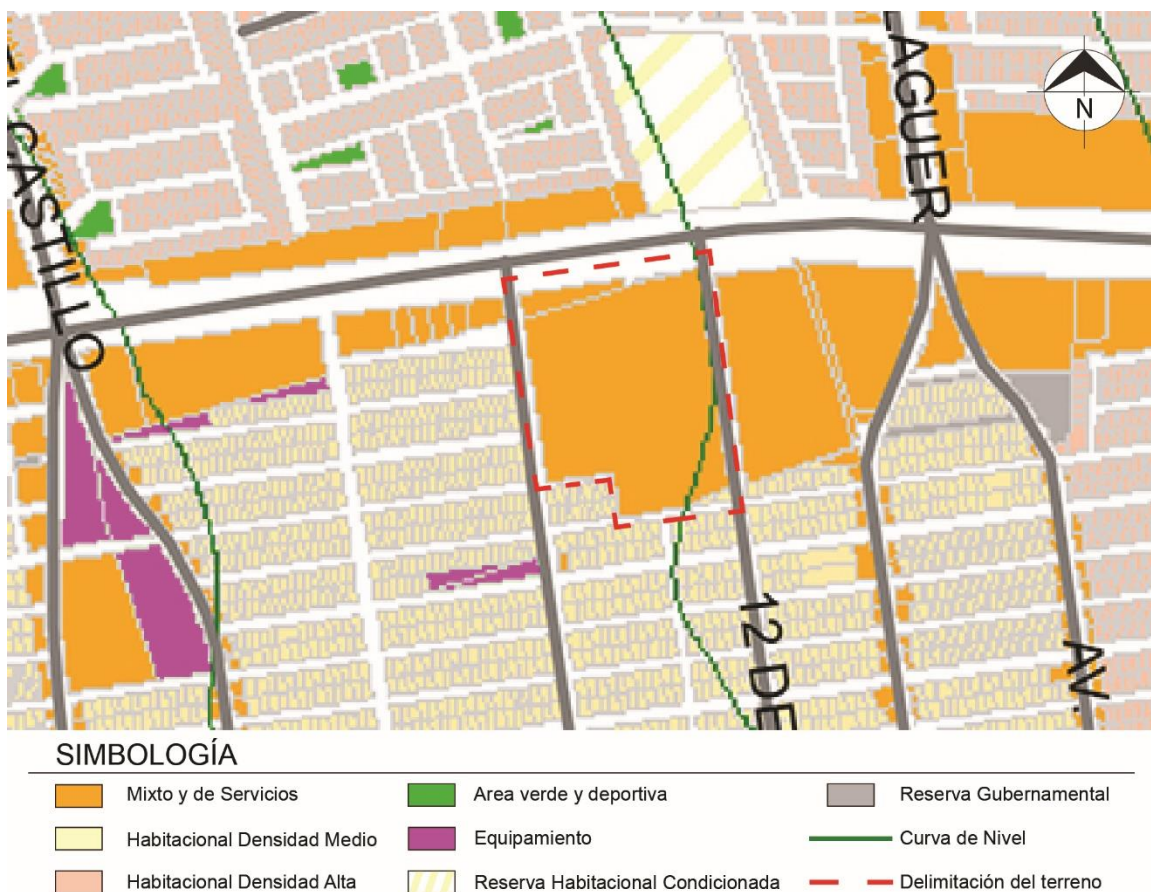 CASTILLO
LAGUER
N
12 DE
AV.
SIMBOLOGÍA
Mixto y de Servicios
Area verde y deportiva
Reserva Gubernamental
Habitacional Densidad Medio
Equipamiento
Curva de Nivel
Habitacional Densidad Alta
Reserva Habitacional Condicionada
Delimitación del terreno